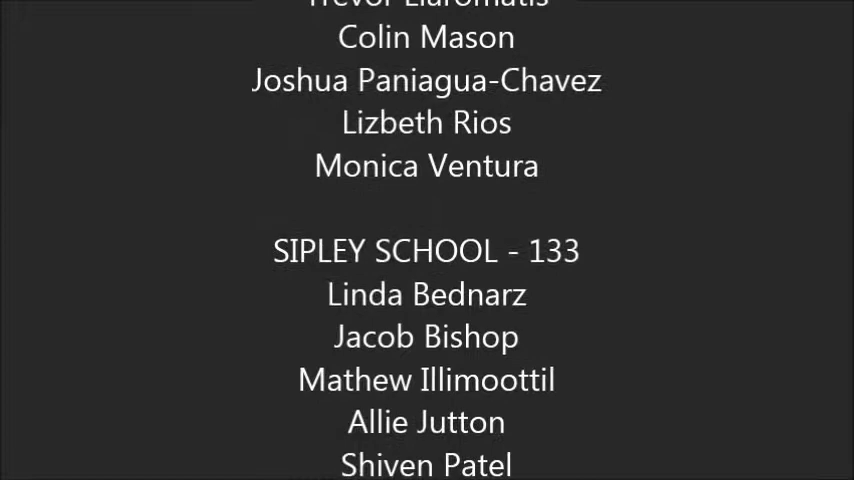 Colin Mason
Joshua Paniagua-Chavez
Lizbeth Rios
Monica Ventura
SIPLEY SCHOOL - 133
Linda Bednarz
Jacob Bishop
Mathew Illimoottil
Allie Jutton
Shiven Patel